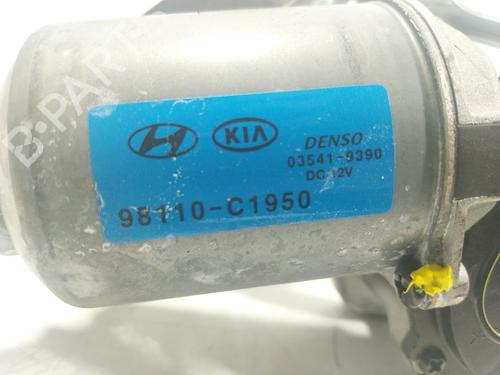 B-PARTS
KIA
DENSO
03541-9390
DC 12V
98110-C1950